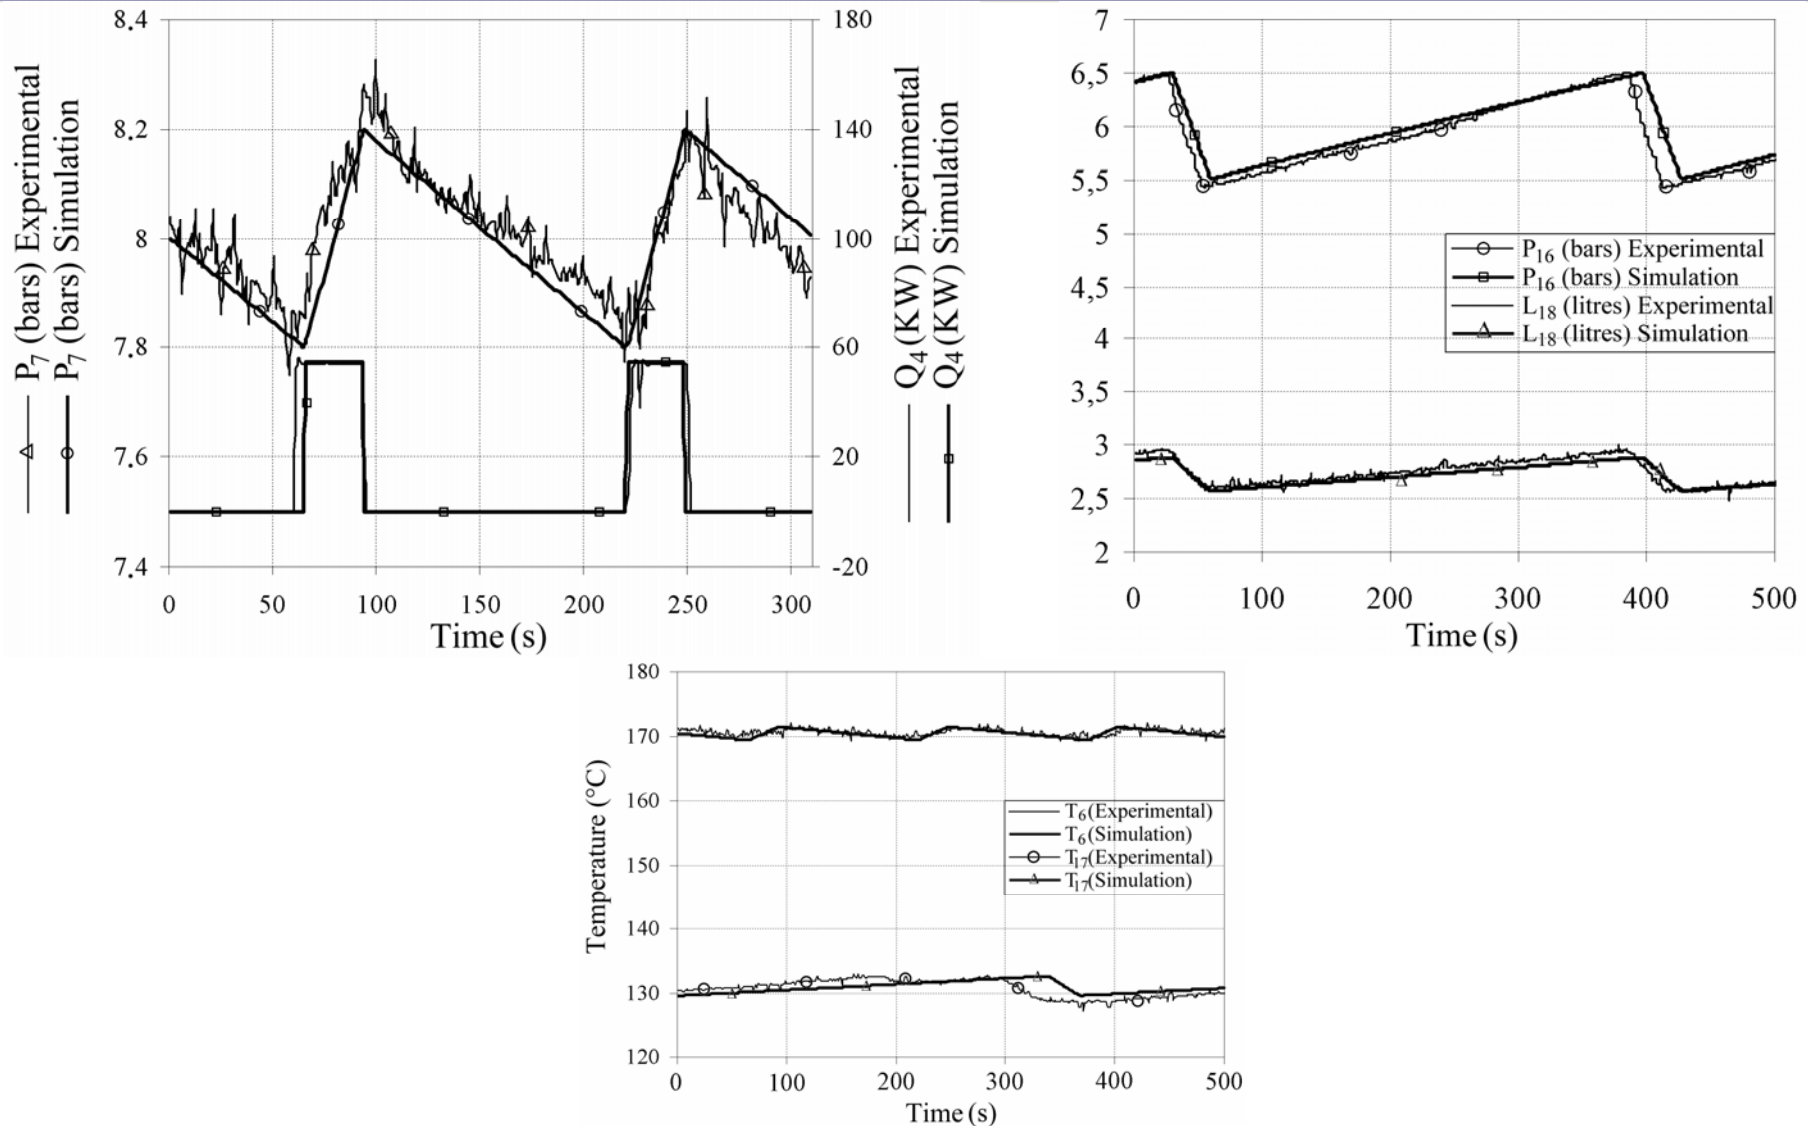 P7 (bars) Experimental
P7 (bars) Simulation
8.4
8.2
8
7.8
7.6
7.4
180
140
100
60
20
-20
0 50 100 150 200 250 300
Time (s)
Q4 (KW) Experimental
Q4 (KW) Simulation
7
6,5
6
5,5
5
4,5
4
3,5
3
2,5
2
P16 (bars) Experimental
P16 (bars) Simulation
L18 (litres) Experimental
L18 (litres) Simulation
0 100 200 300 400 500
Time (s)
Temperature (°C)
180
170
160
150
140
130
120
T6 (Experimental)
T6 (Simulation)
T17 (Experimental)
T17 (Simulation)
0 100 200 300 400 500
Time (s)